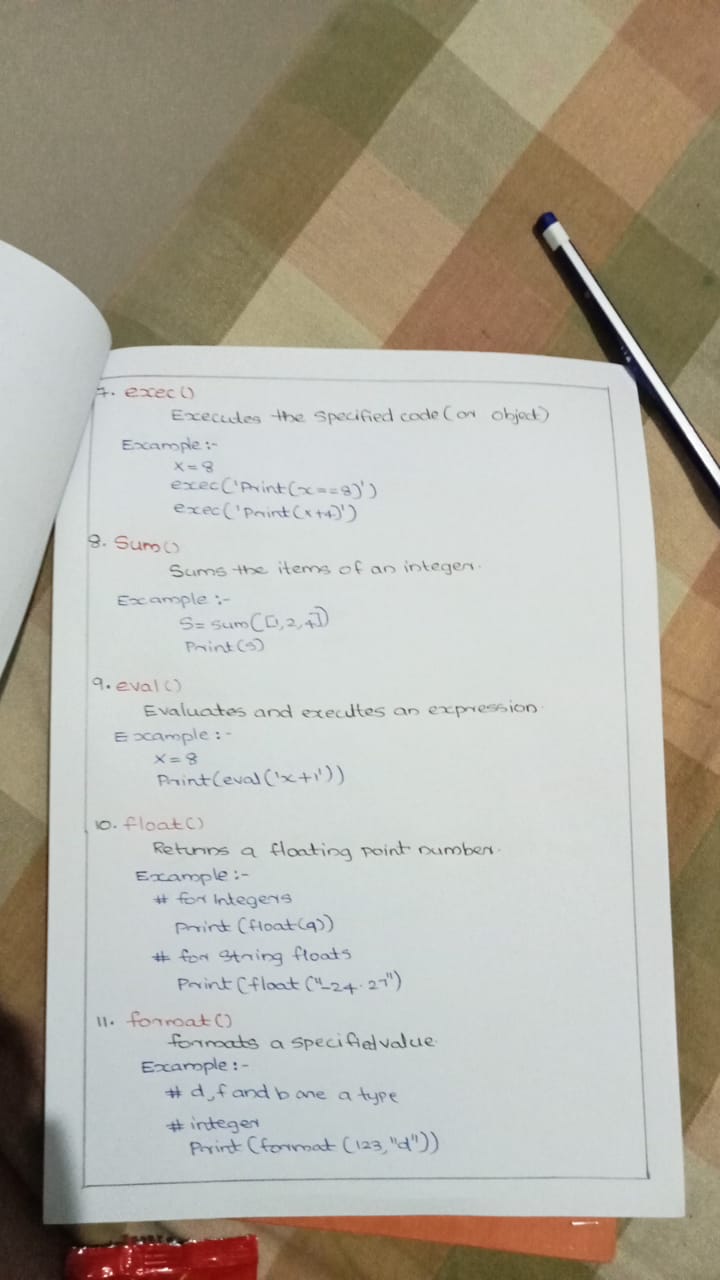 7. exec()
Executes the specified code (or object)
Example :-
x = 8
exec('Print(x==8)')
exec('Print(x+4)')
8. Sum()
Sums the items of an integer.
Example :-
S= sum([1,2,4])
Print(s)
9. eval()
Evaluates and execultes an expression.
Example :-
x = 8
Print(eval('x+1'))
10. float()
Returns a floating point number.
Example :-
# for Integers
Print (float(9))
# for String floats
Print (float ("-24.27")
11. format()
formats a specified value.
Example :-
# d, f and b are a type
# integer
Print (format (123, "d"))